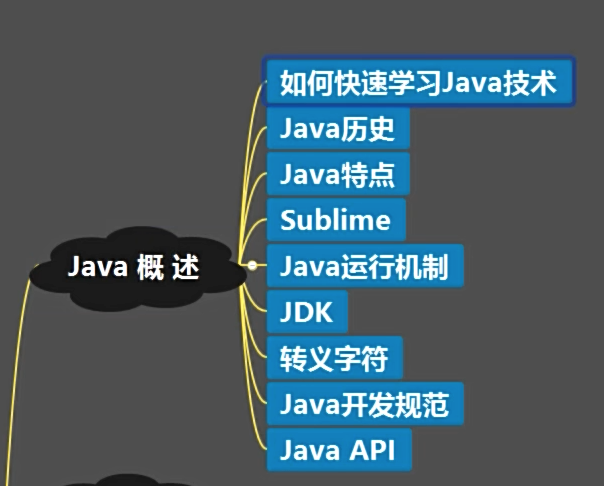 Java 概 述
如何快速学习Java技术
Java历史
Java特点
Sublime
Java运行机制
JDK
转义字符
Java开发规范
Java API